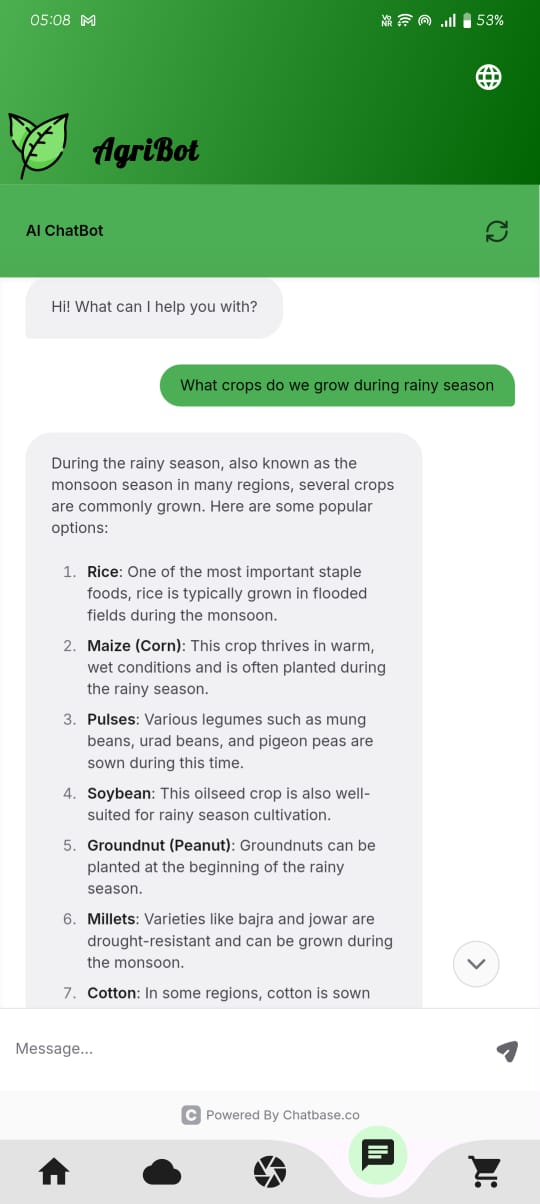 05:08
Vo
NR
53%
AgriBot
AI ChatBot
Hi! What can I help you with?
What crops do we grow during rainy season
During the rainy season, also known as the
monsoon season in many regions, several crops
are commonly grown. Here are some popular
options:
1. Rice: One of the most important staple
foods, rice is typically grown in flooded
fields during the monsoon.
2. Maize (Corn): This crop thrives in warm,
wet conditions and is often planted during
the rainy season.
3. Pulses: Various legumes such as mung
beans, urad beans, and pigeon peas are
sown during this time.
4. Soybean: This oilseed crop is also well-
suited for rainy season cultivation.
5. Groundnut (Peanut): Groundnuts can be
planted at the beginning of the rainy
season.
6. Millets: Varieties like bajra and jowar are
drought-resistant and can be grown during
the monsoon.
7. Cotton: In some regions, cotton is sown
Message...
C Powered By Chatbase.co